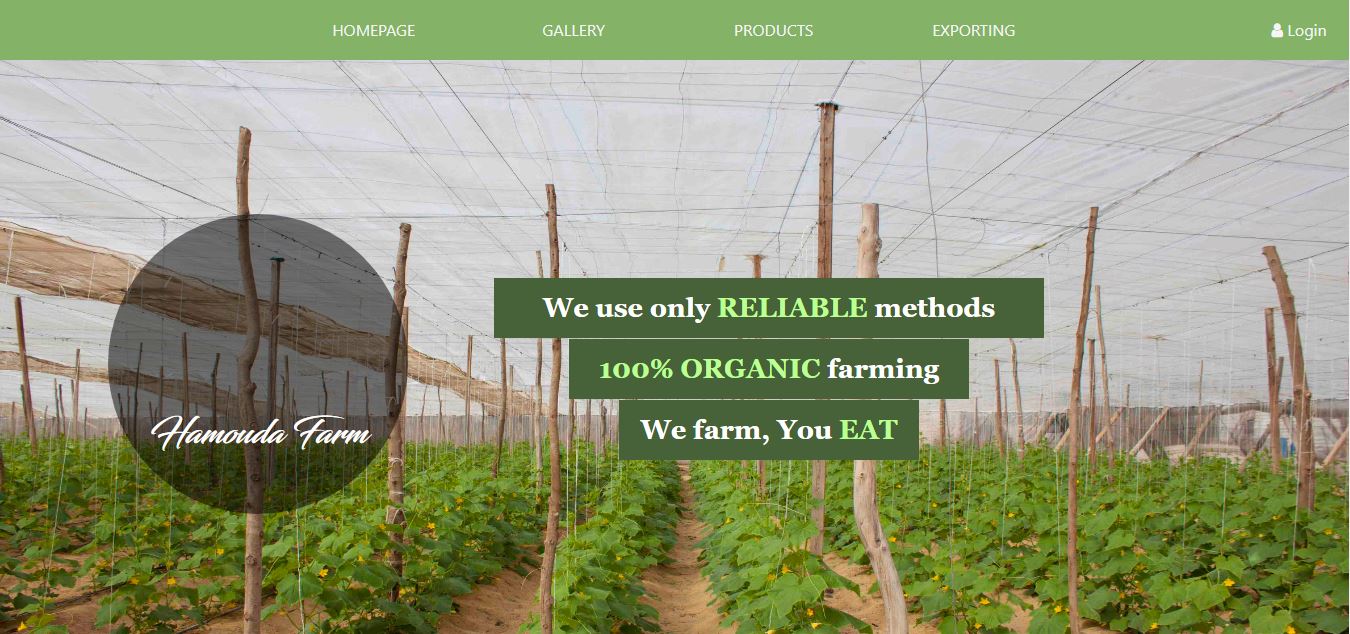 HOMEPAGE GALLERY PRODUCTS EXPORTING Login
We use only RELIABLE methods
100% ORGANIC farming
We farm, You EAT
Hamouda Farm